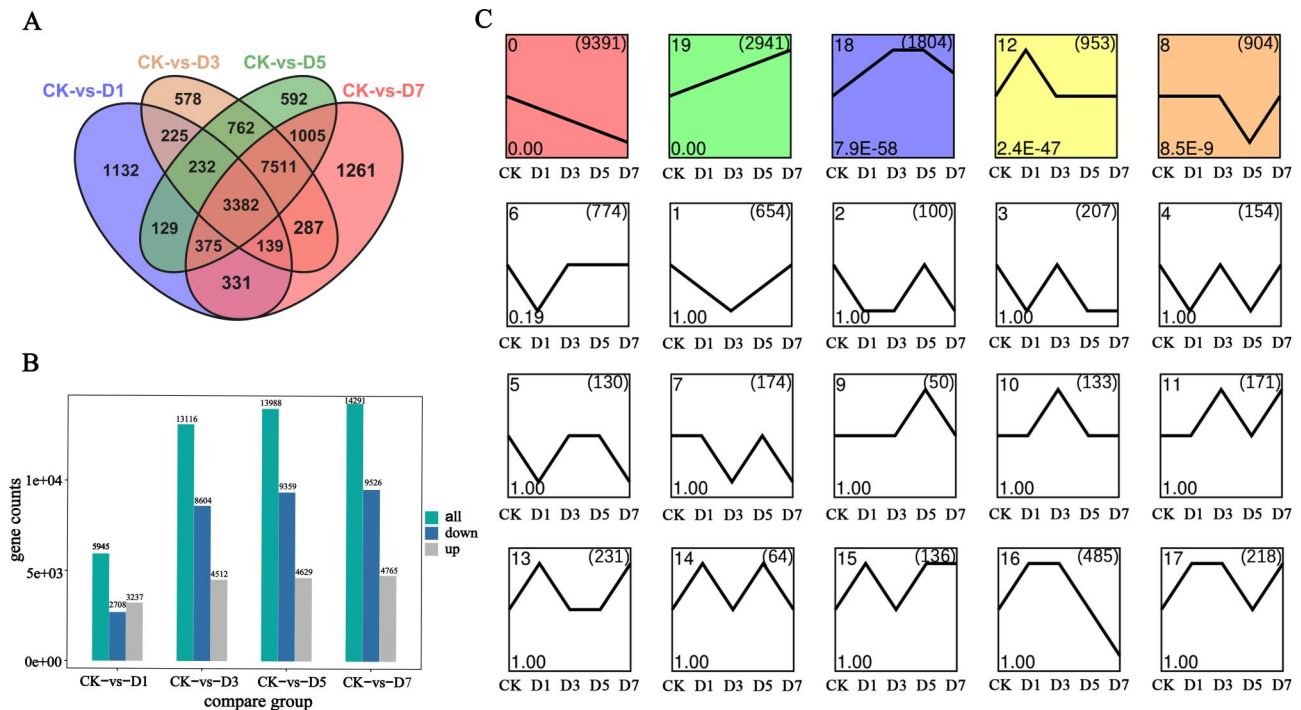 A
CK-vs-D3
CK-vs-D5
CK-vs-D1
CK-vs-D7
578
592
225
762
1005
1132
232
7511
1261
3382
129
287
375
139
331
B
gene counts
1e+04
5e+03
0e+00
5945
2708
3237
13116
8604
4512
13988
9359
4629
14291
9526
4765
all
down
up
CK-vs-D1
CK-vs-D3
CK-vs-D5
CK-vs-D7
compare group
C
0 (9391)
0.00
CK D1 D3 D5 D7
19 (2941)
0.00
CK D1 D3 D5 D7
18 (1804)
7.9E-58
CK D1 D3 D5 D7
12 (953)
2.4E-47
CK D1 D3 D5 D7
8 (904)
8.5E-9
CK D1 D3 D5 D7
6 (774)
0.19
CK D1 D3 D5 D7
1 (654)
1.00
CK D1 D3 D5 D7
2 (100)
1.00
CK D1 D3 D5 D7
3 (207)
1.00
CK D1 D3 D5 D7
4 (154)
1.00
CK D1 D3 D5 D7
5 (130)
1.00
CK D1 D3 D5 D7
7 (174)
1.00
CK D1 D3 D5 D7
9 (50)
1.00
CK D1 D3 D5 D7
10 (133)
1.00
CK D1 D3 D5 D7
11 (171)
1.00
CK D1 D3 D5 D7
13 (231)
1.00
CK D1 D3 D5 D7
14 (64)
1.00
CK D1 D3 D5 D7
15 (136)
1.00
CK D1 D3 D5 D7
16 (485)
1.00
CK D1 D3 D5 D7
17 (218)
1.00
CK D1 D3 D5 D7